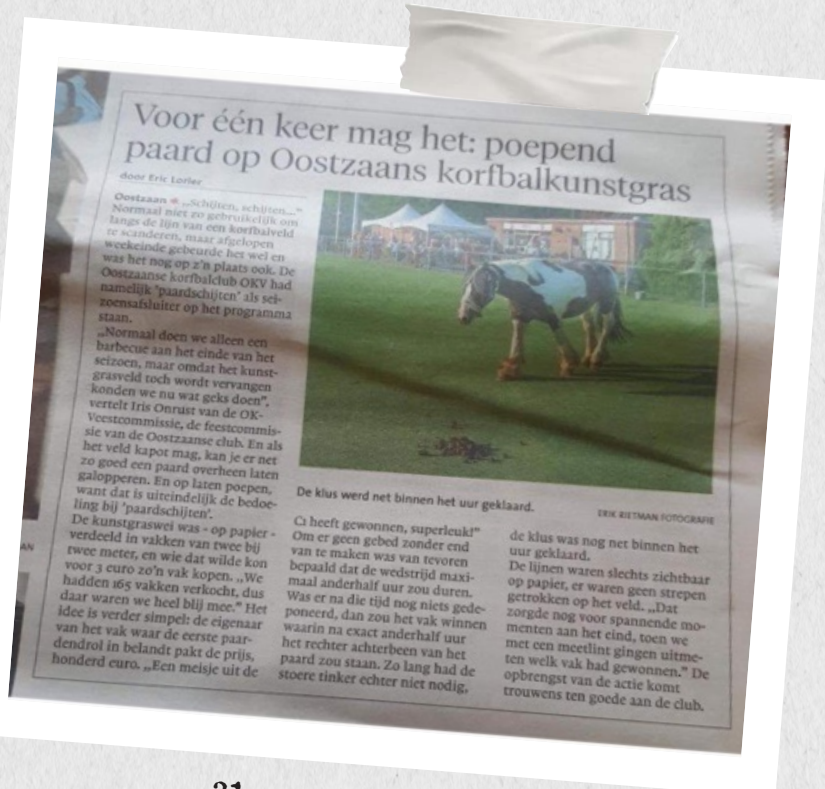 Voor één keer mag het: poepend
paard op Oostzaans korfbalkunstgras
door Eric Lorier
Oostzaan • „Schijten, schijten...”
Normaal niet zo gebruikelijk om
langs de lijn van een korfbalveld
te scanderen, maar afgelopen
weekeinde gebeurde het wel en
was het nog op z'n plaats ook. De
Oostzaanse korfbalclub OKV had
namelijk 'paardschijten' als sei-
zoensafsluiter op het programma
staan.
„Normaal doen we alleen een
barbecue aan het einde van het
seizoen, maar omdat het kunst-
grasveld toch wordt vervangen
konden we nu wat geks doen”,
vertelt Iris Onrust van de OK-
Veestcommissie, de feestcommis-
sie van de Oostzaanse club. En als
het veld kapot mag, kan je er net
zo goed een paard overheen laten
galopperen. En op laten poepen,
want dat is uiteindelijk de bedoe-
ling bij 'paardschijten'.
De kunstgraswei was - op papier -
verdeeld in vakken van twee bij
twee meter, en wie dat wilde kon
voor 3 euro zo'n vak kopen. „We
hadden 165 vakken verkocht, dus
daar waren we heel blij mee.” Het
idee is verder simpel: de eigenaar
van het vak waar de eerste paar-
dendrol in belandt pakt de prijs,
honderd euro. „Een meisje uit de
De klus werd net binnen het uur geklaard.
ERIK RIETMAN FOTOGRAFIE
C1 heeft gewonnen, superleuk!”
Om er geen gebed zonder end
van te maken was van tevoren
bepaald dat de wedstrijd maxi-
maal anderhalf uur zou duren.
Was er na die tijd nog niets gede-
poneerd, dan zou het vak winnen
waarin na exact anderhalf uur
het rechter achterbeen van het
paard zou staan. Zo lang had de
stoere tinker echter niet nodig,
de klus was nog net binnen het
uur geklaard.
De lijnen waren slechts zichtbaar
op papier, er waren geen strepen
getrokken op het veld. „Dat
zorgde nog voor spannende mo-
menten aan het eind, toen we
met een meetlint gingen uitme-
ten welk vak had gewonnen.” De
opbrengst van de actie komt
trouwens ten goede aan de club.
AN